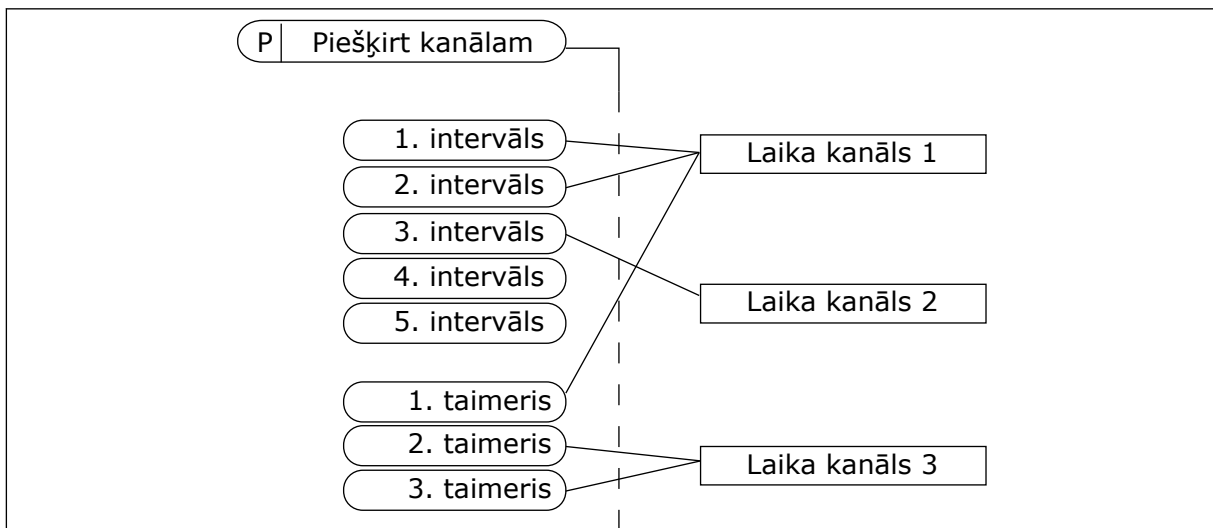 P Piešķirt kanālam
1. intervāls
2. intervāls
3. intervāls
4. intervāls
5. intervāls
1. taimeris
2. taimeris
3. taimeris
Laika kanāls 1
Laika kanāls 2
Laika kanāls 3